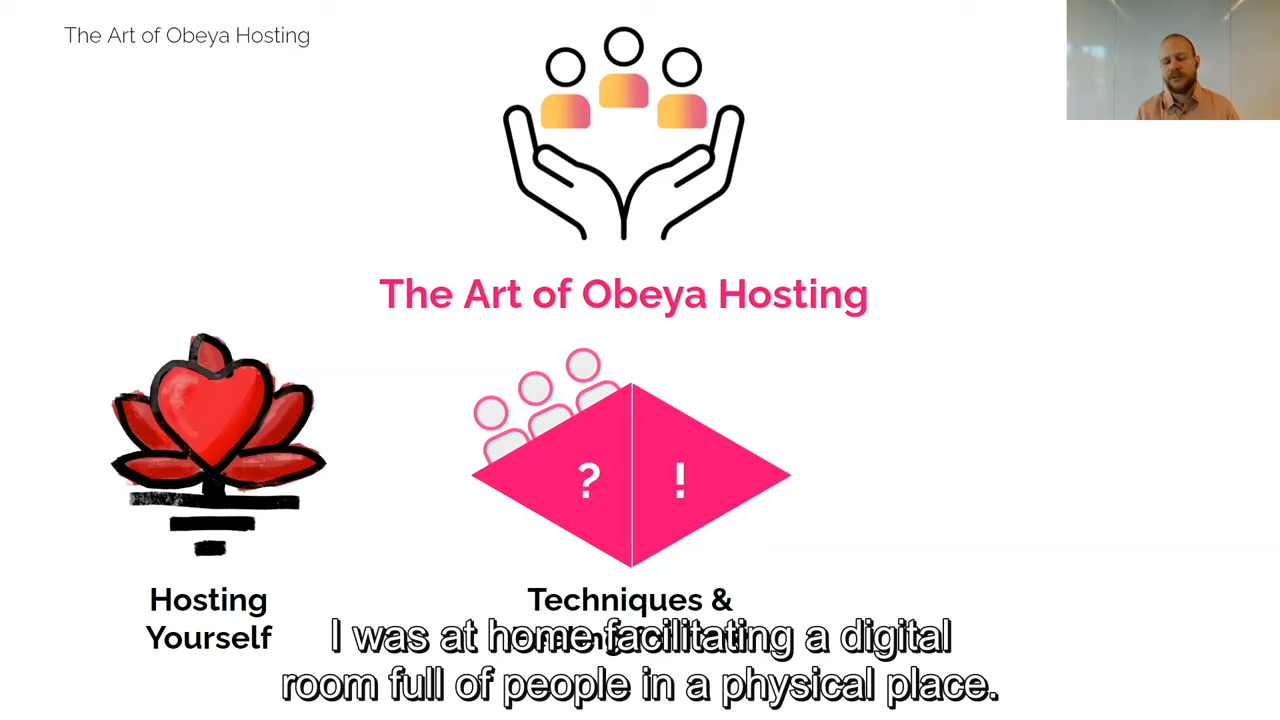 The Art of Obeya Hosting
The Art of Obeya Hosting
?
!
Hosting
Yourself
Techniques &
I was at home facilitating a digital
room full of people in a physical place.